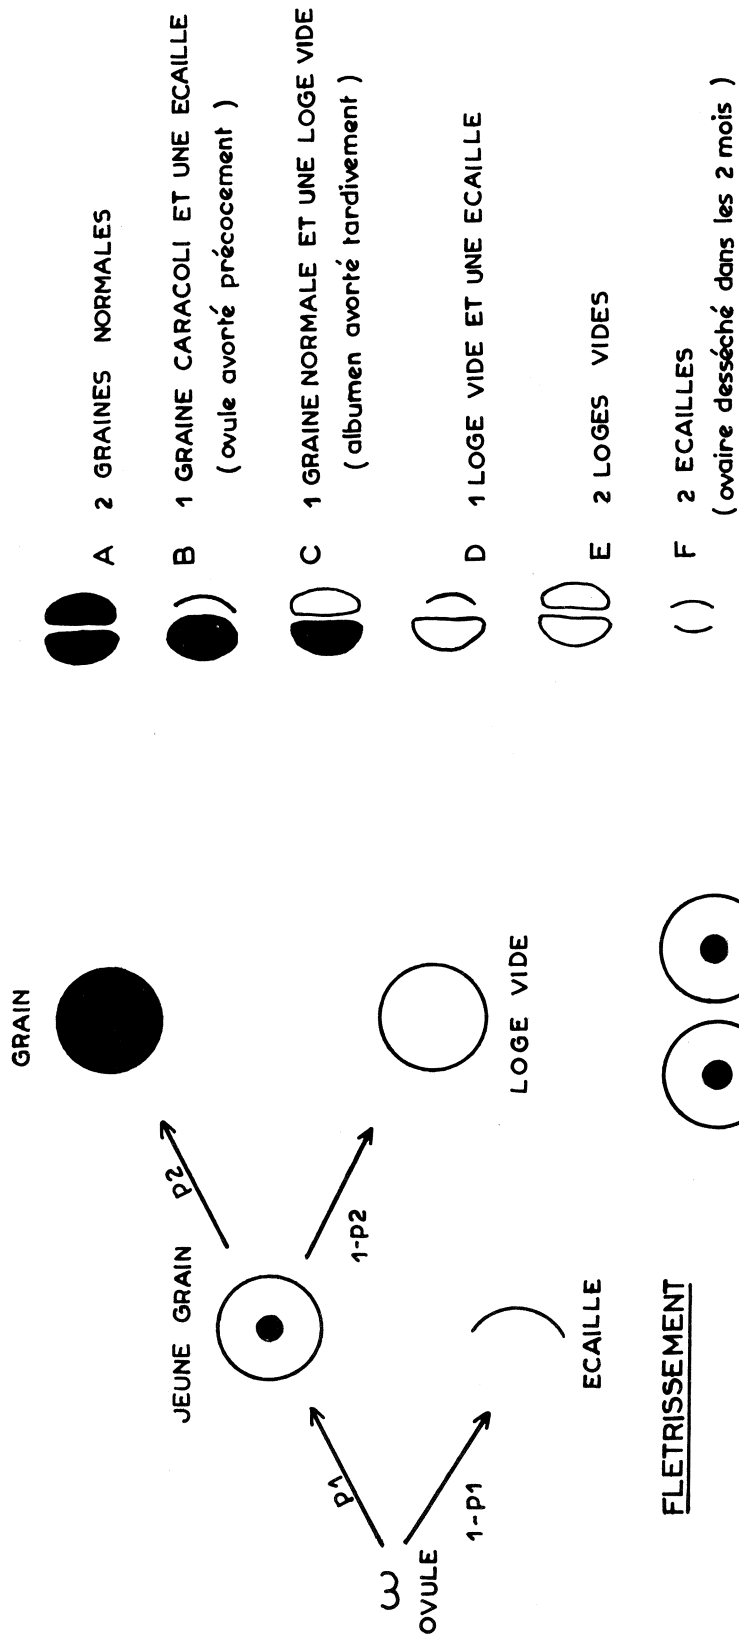 ω
OVULE
p1
1-p1
JEUNE GRAIN
ECAILLE
p2
1-p2
GRAIN
LOGE VIDE
FLETRISSEMENT
A 2 GRAINES NORMALES
B 1 GRAINE CARACOLI ET UNE ECAILLE
(ovule avorté précocement)
C 1 GRAINE NORMALE ET UNE LOGE VIDE
(albumen avorté tardivement)
D 1 LOGE VIDE ET UNE ECAILLE
E 2 LOGES VIDES
F 2 ECAILLES
(ovaire desséché dans les 2 mois)